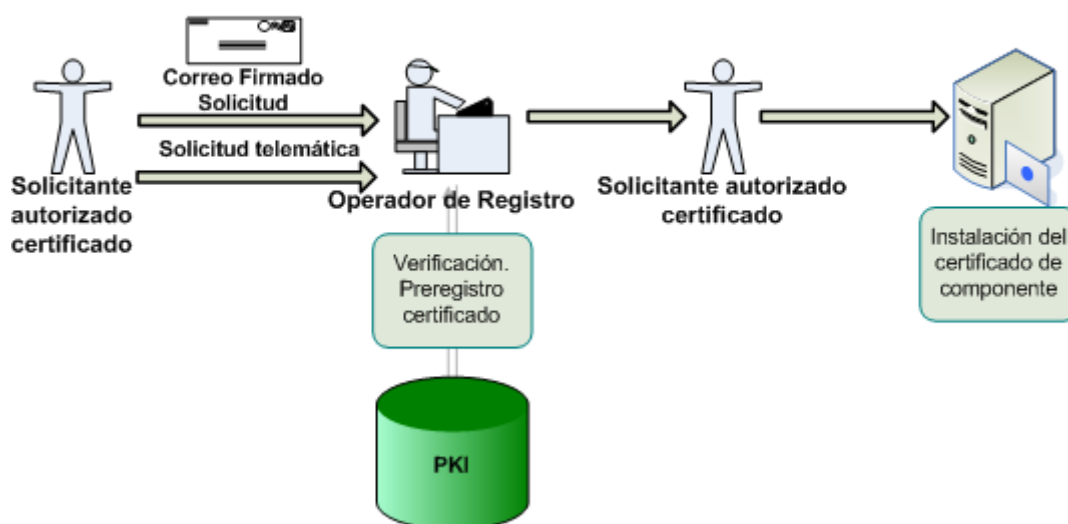 Correo Firmado
Solicitud
Solicitud telemática
Solicitante
autorizado
certificado
Operador de Registro
Solicitante autorizado
certificado
Verificación.
Preregistro
certificado
Instalación del
certificado de
componente
PKI